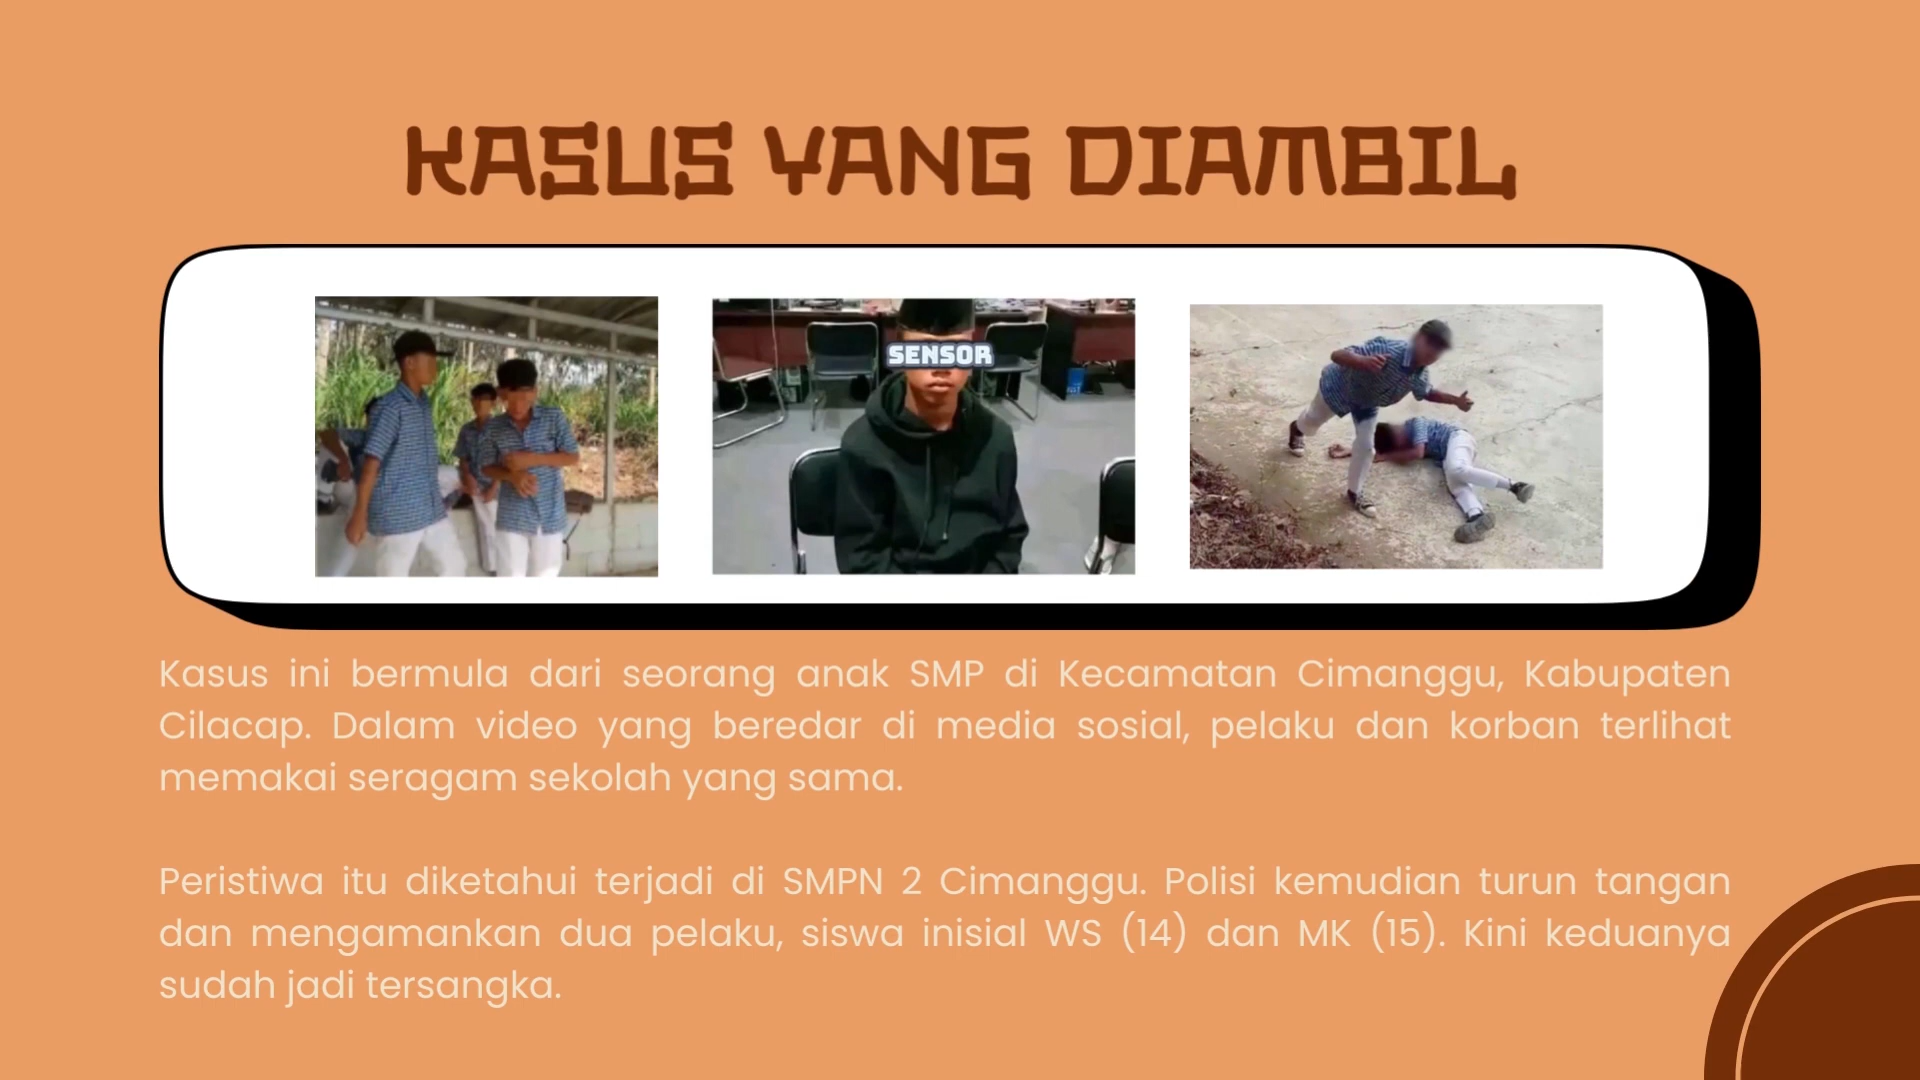 KASUS YANG DIAMBIL
SENSOR
Kasus ini bermula dari seorang anak SMP di Kecamatan Cimanggu, Kabupaten
Cilacap. Dalam video yang beredar di media sosial, pelaku dan korban terlihat
memakai seragam sekolah yang sama.
Peristiwa itu diketahui terjadi di SMPN 2 Cimanggu. Polisi kemudian turun tangan
dan mengamankan dua pelaku, siswa inisial WS (14) dan MK (15). Kini keduanya
sudah jadi tersangka.